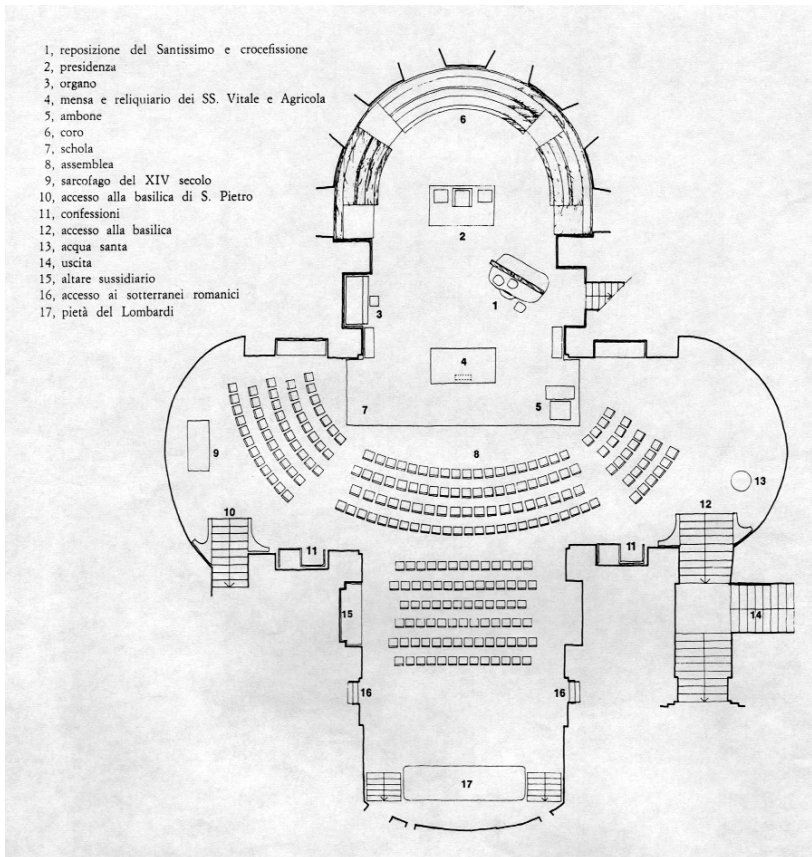 1, reposizione del Santissimo e crocefissione
2, presidenza
3, organo
4, mensa e reliquiario dei SS. Vitale e Agricola
5, ambone
6, coro
7, schola
8, assemblea
9, sarcofago del XIV secolo
10, accesso alla basilica di S. Pietro
11, confessioni
12, accesso alla basilica
13, acqua santa
14, uscita
15, altare sussidiario
16, accesso ai sotterranei romanici
17, pietà del Lombardi
6
2
1
3
4
7
5
8
9
13
10
12
11
11
15
14
16
16
17